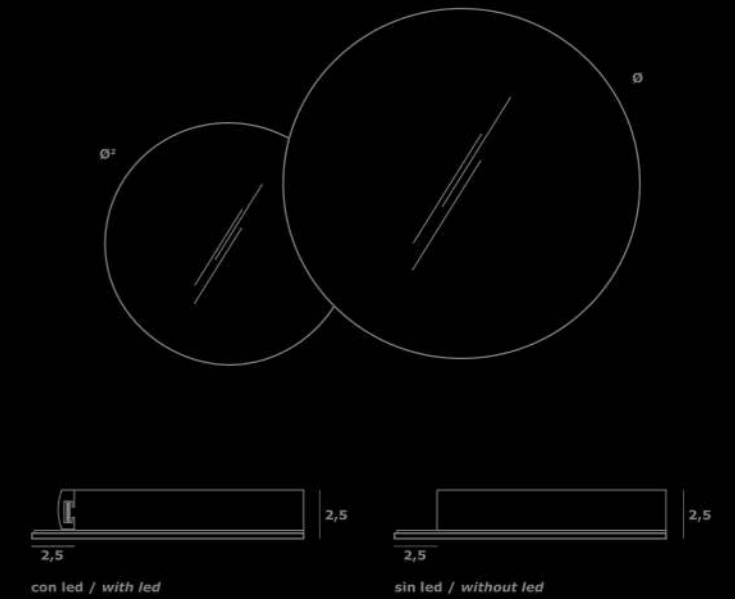 Ø
Ø²
2,5
2,5
2,5
2,5
con led / with led
sin led / without led